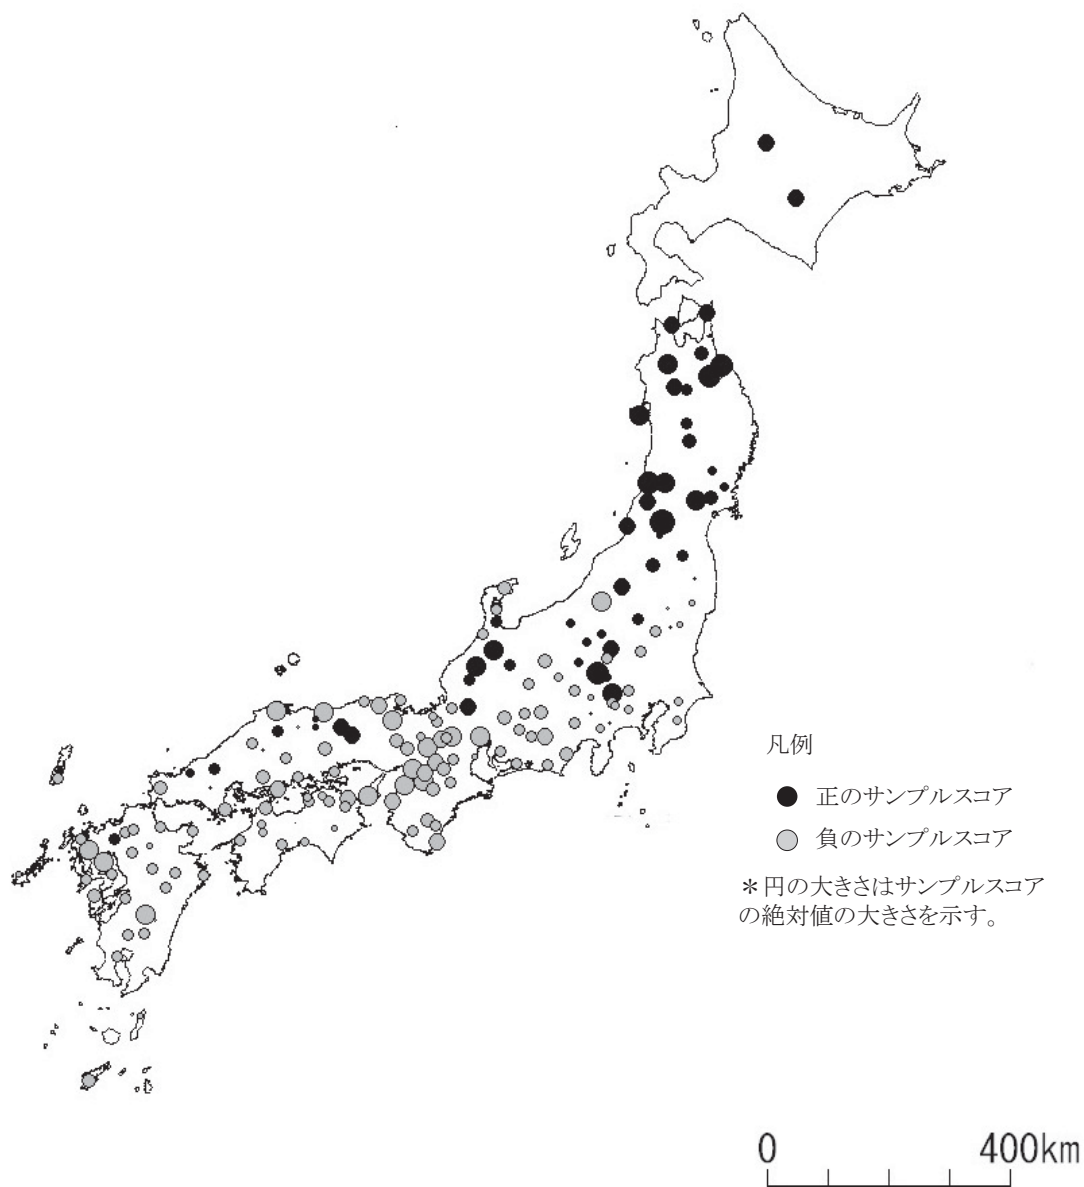 凡例
正のサンプルスコア
負のサンプルスコア
＊円の大きさはサンプルスコア
の絶対値の大きさを示す。
0 400km